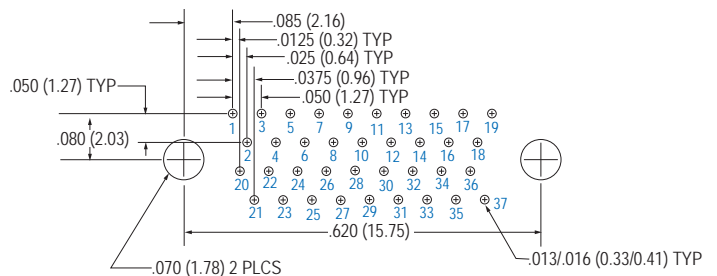 .085 (2.16)
.0125 (0.32) TYP
.025 (0.64) TYP
.0375 (0.96) TYP
.050 (1.27) TYP
.050 (1.27) TYP
.080 (2.03)
1 3 5 7 9 11 13 15 17 19
2 4 6 8 10 12 14 16 18
20 22 24 26 28 30 32 34 36
21 23 25 27 29 31 33 35 37
.620 (15.75)
.013/.016 (0.33/0.41) TYP
.070 (1.78) 2 PLCS